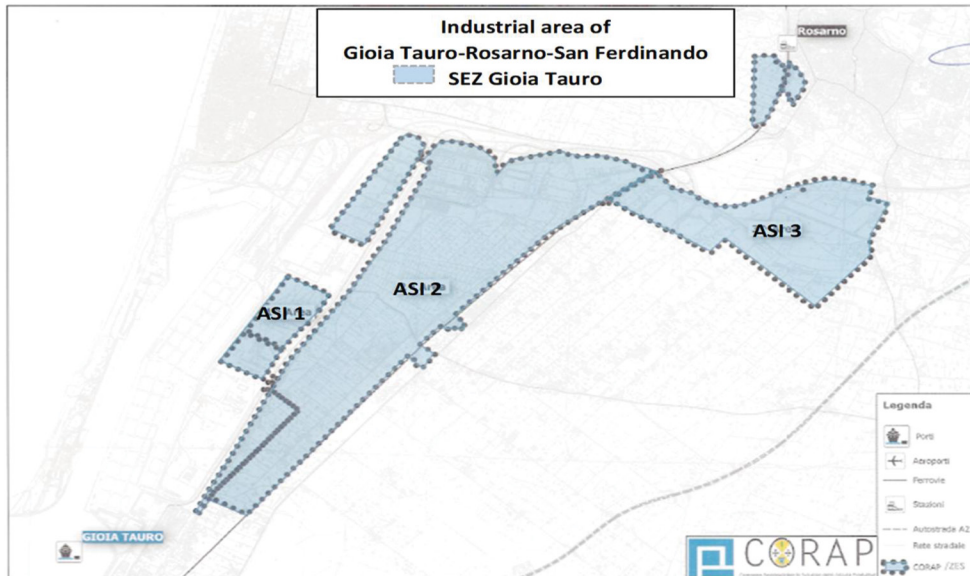 Industrial area of
Gioia Tauro-Rosarno-San Ferdinando
SEZ Gioia Tauro
Rosarno
ASI 3
ASI 2
ASI 1
GIOIA TAURO
Legenda
Porti
Aeroporti
Ferrovie
Stazioni
Autostrada A2
Rete stradale
CORAP /ZES
CORAP